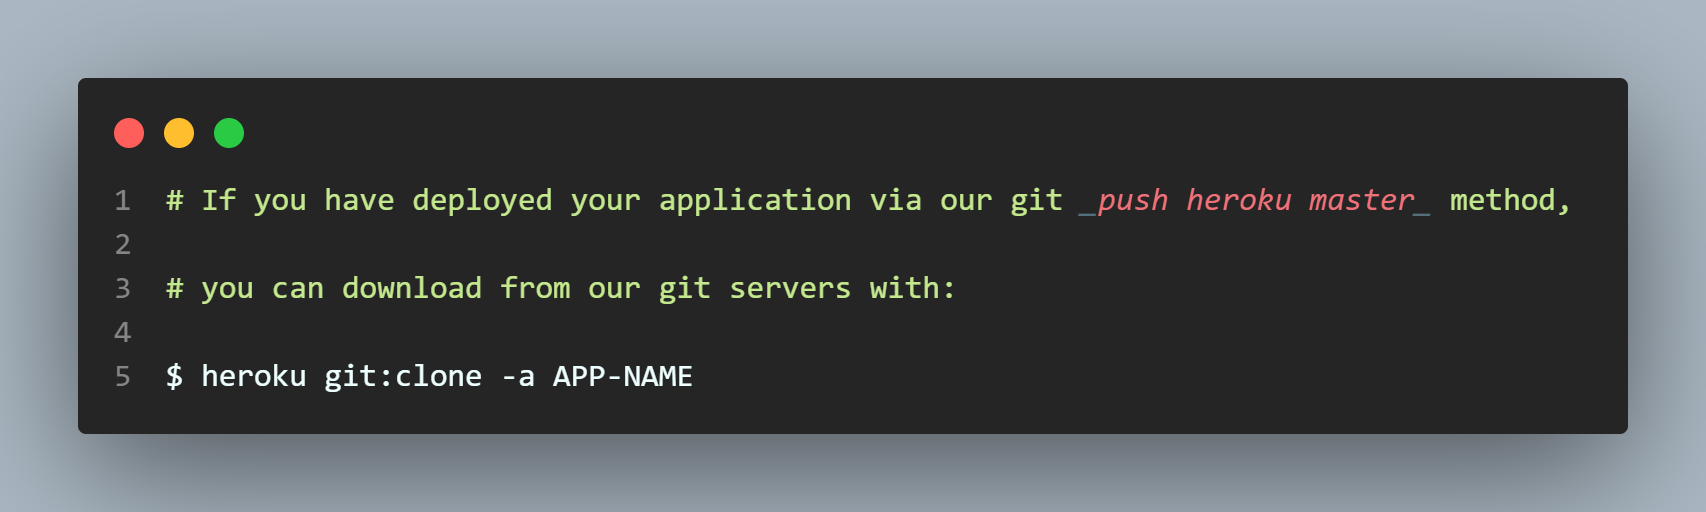 1 # If you have deployed your application via our git _push heroku master_ method,
2
3 # you can download from our git servers with:
4
5 $ heroku git:clone -a APP-NAME